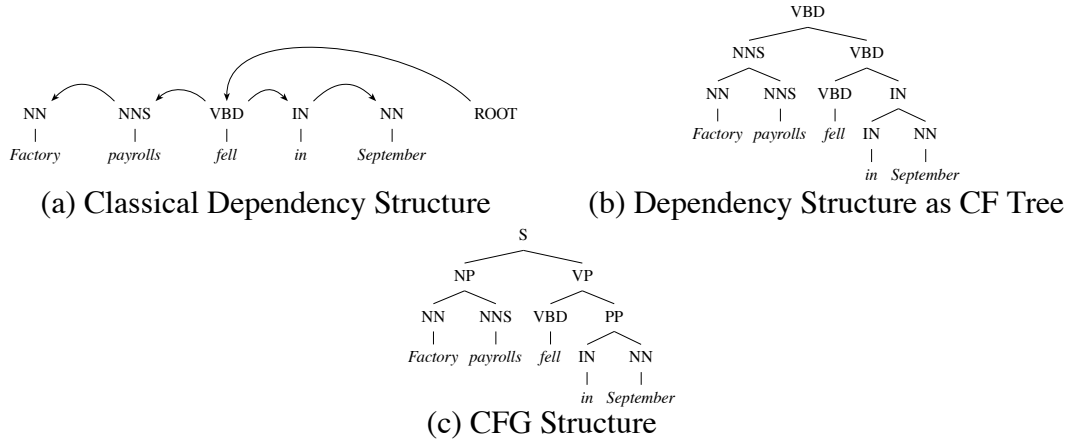 NN NNS VBD IN NN ROOT
Factory payrolls fell in September
(a) Classical Dependency Structure
VBD
NNS VBD
NN NNS VBD IN
Factory payrolls fell IN NN
in September
(b) Dependency Structure as CF Tree
S
NP VP
NN NNS VBD PP
Factory payrolls fell IN NN
in September
(c) CFG Structure